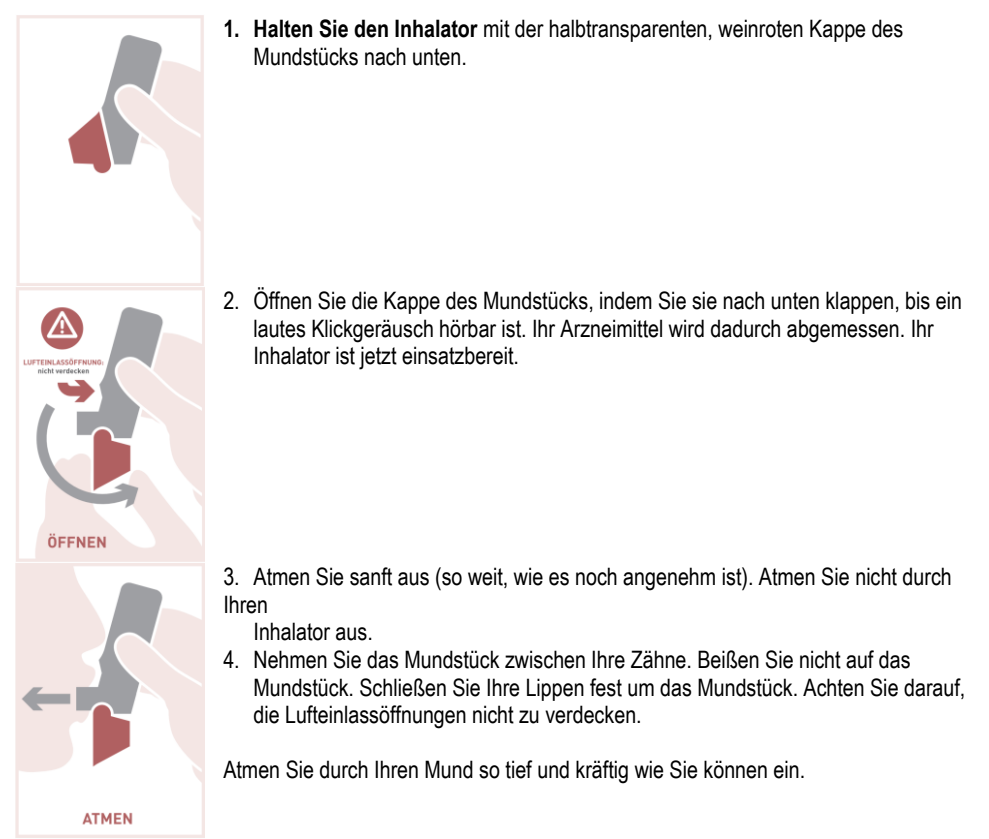 1. Halten Sie den Inhalator mit der halbtransparenten, weinroten Kappe des
Mundstücks nach unten.
2. Öffnen Sie die Kappe des Mundstücks, indem Sie sie nach unten klappen, bis ein
lautes Klickgeräusch hörbar ist. Ihr Arzneimittel wird dadurch abgemessen. Ihr
Inhalator ist jetzt einsatzbereit.
LUFTEINLASSÖFFNUNG:
nicht verdecken
ÖFFNEN
3. Atmen Sie sanft aus (so weit, wie es noch angenehm ist). Atmen Sie nicht durch
Ihren
Inhalator aus.
4. Nehmen Sie das Mundstück zwischen Ihre Zähne. Beißen Sie nicht auf das
Mundstück. Schließen Sie Ihre Lippen fest um das Mundstück. Achten Sie darauf,
die Lufteinlassöffnungen nicht zu verdecken.
Atmen Sie durch Ihren Mund so tief und kräftig wie Sie können ein.
ATMEN